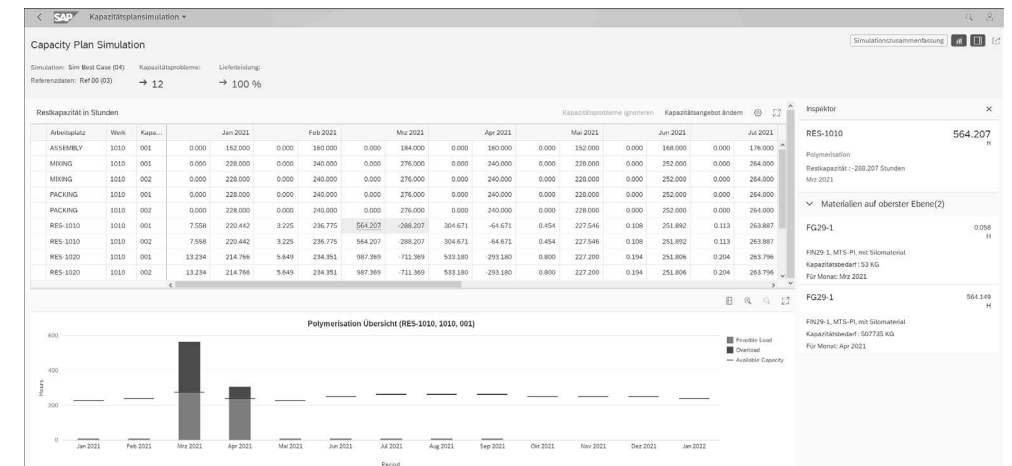 SAP Kapazitätsplansimulation
Capacity Plan Simulation
Simulationszusammenfassung
Simulation: Sim Best Case (04) Kapazitätsprobleme: Lieferleistung:
Referenzdaten: Ref 00 (03) → 12 → 100 %
Restkapazität in Stunden Kapazitätsprobleme ignorieren Kapazitätsangebot ändern
Arbeitsplatz Werk Kapa... Jan 2021 Feb 2021 Mrz 2021 Apr 2021 Mai 2021 Jun 2021 Jul 2021
ASSEMBLY 1010 001 0.000 152.000 0.000 160.000 0.000 184.000 0.000 160.000 0.000 152.000 0.000 168.000 0.000 176.000
MIXING 1010 001 0.000 228.000 0.000 240.000 0.000 276.000 0.000 240.000 0.000 228.000 0.000 252.000 0.000 264.000
MIXING 1010 002 0.000 228.000 0.000 240.000 0.000 276.000 0.000 240.000 0.000 228.000 0.000 252.000 0.000 264.000
PACKING 1010 001 0.000 228.000 0.000 240.000 0.000 276.000 0.000 240.000 0.000 228.000 0.000 252.000 0.000 264.000
PACKING 1010 002 0.000 228.000 0.000 240.000 0.000 276.000 0.000 240.000 0.000 228.000 0.000 252.000 0.000 264.000
RES-1010 1010 001 7.558 220.442 3.225 236.775 564.207 -288.207 304.671 -64.671 0.454 227.546 0.108 251.892 0.113 263.887
RES-1010 1010 002 7.558 220.442 3.225 236.775 564.207 -288.207 304.671 -64.671 0.454 227.546 0.108 251.892 0.113 263.887
RES-1020 1010 001 13.234 214.766 5.649 234.351 987.369 -711.369 533.180 -293.180 0.800 227.200 0.194 251.806 0.204 263.796
RES-1020 1010 002 13.234 214.766 5.649 234.351 987.369 -711.369 533.180 -293.180 0.800 227.200 0.194 251.806 0.204 263.796
Polymerisation Übersicht (RES-1010, 1010, 001)
Hours
600
400
200
0
Jan 2021 Feb 2021 Mrz 2021 Apr 2021 Mai 2021 Jun 2021 Jul 2021 Aug 2021 Sep 2021 Okt 2021 Nov 2021 Dez 2021 Jan 2022
Period
Feasible Load
Overload
Available Capacity
Inspektor
RES-1010 564.207
H
Polymerisation
Restkapazität : -288.207 Stunden
Mrz 2021
Materialien auf oberster Ebene(2)
FG29-1 0.058
H
FIN29-1, MTS-PI, mit Silomaterial
Kapazitätsbedarf : 53 KG
Für Monat: Mrz 2021
FG29-1 564.149
H
FIN29-1, MTS-PI, mit Silomaterial
Kapazitätsbedarf : 507735 KG
Für Monat: Apr 2021